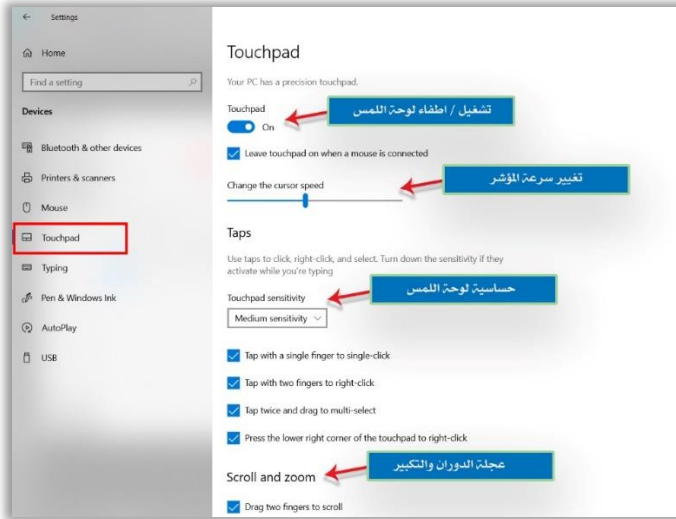 Settings
Home
Find a setting
Devices
Bluetooth & other devices
Printers & scanners
Mouse
Touchpad
Typing
Pen & Windows Ink
AutoPlay
USB
Touchpad
Your PC has a precision touchpad.
Touchpad
On
تشغيل / اطفاء لوحة اللمس
Leave touchpad on when a mouse is connected
Change the cursor speed
تغيير سرعة المؤشر
Taps
Use taps to click, right-click, and select. Turn down the sensitivity if they
activate while you're typing
Touchpad sensitivity
حساسية لوحة اللمس
Medium sensitivity
Tap with a single finger to single-click
Tap with two fingers to right-click
Tap twice and drag to multi-select
Press the lower right corner of the touchpad to right-click
Scroll and zoom
عجلة الدوران والتكبير
Drag two fingers to scroll